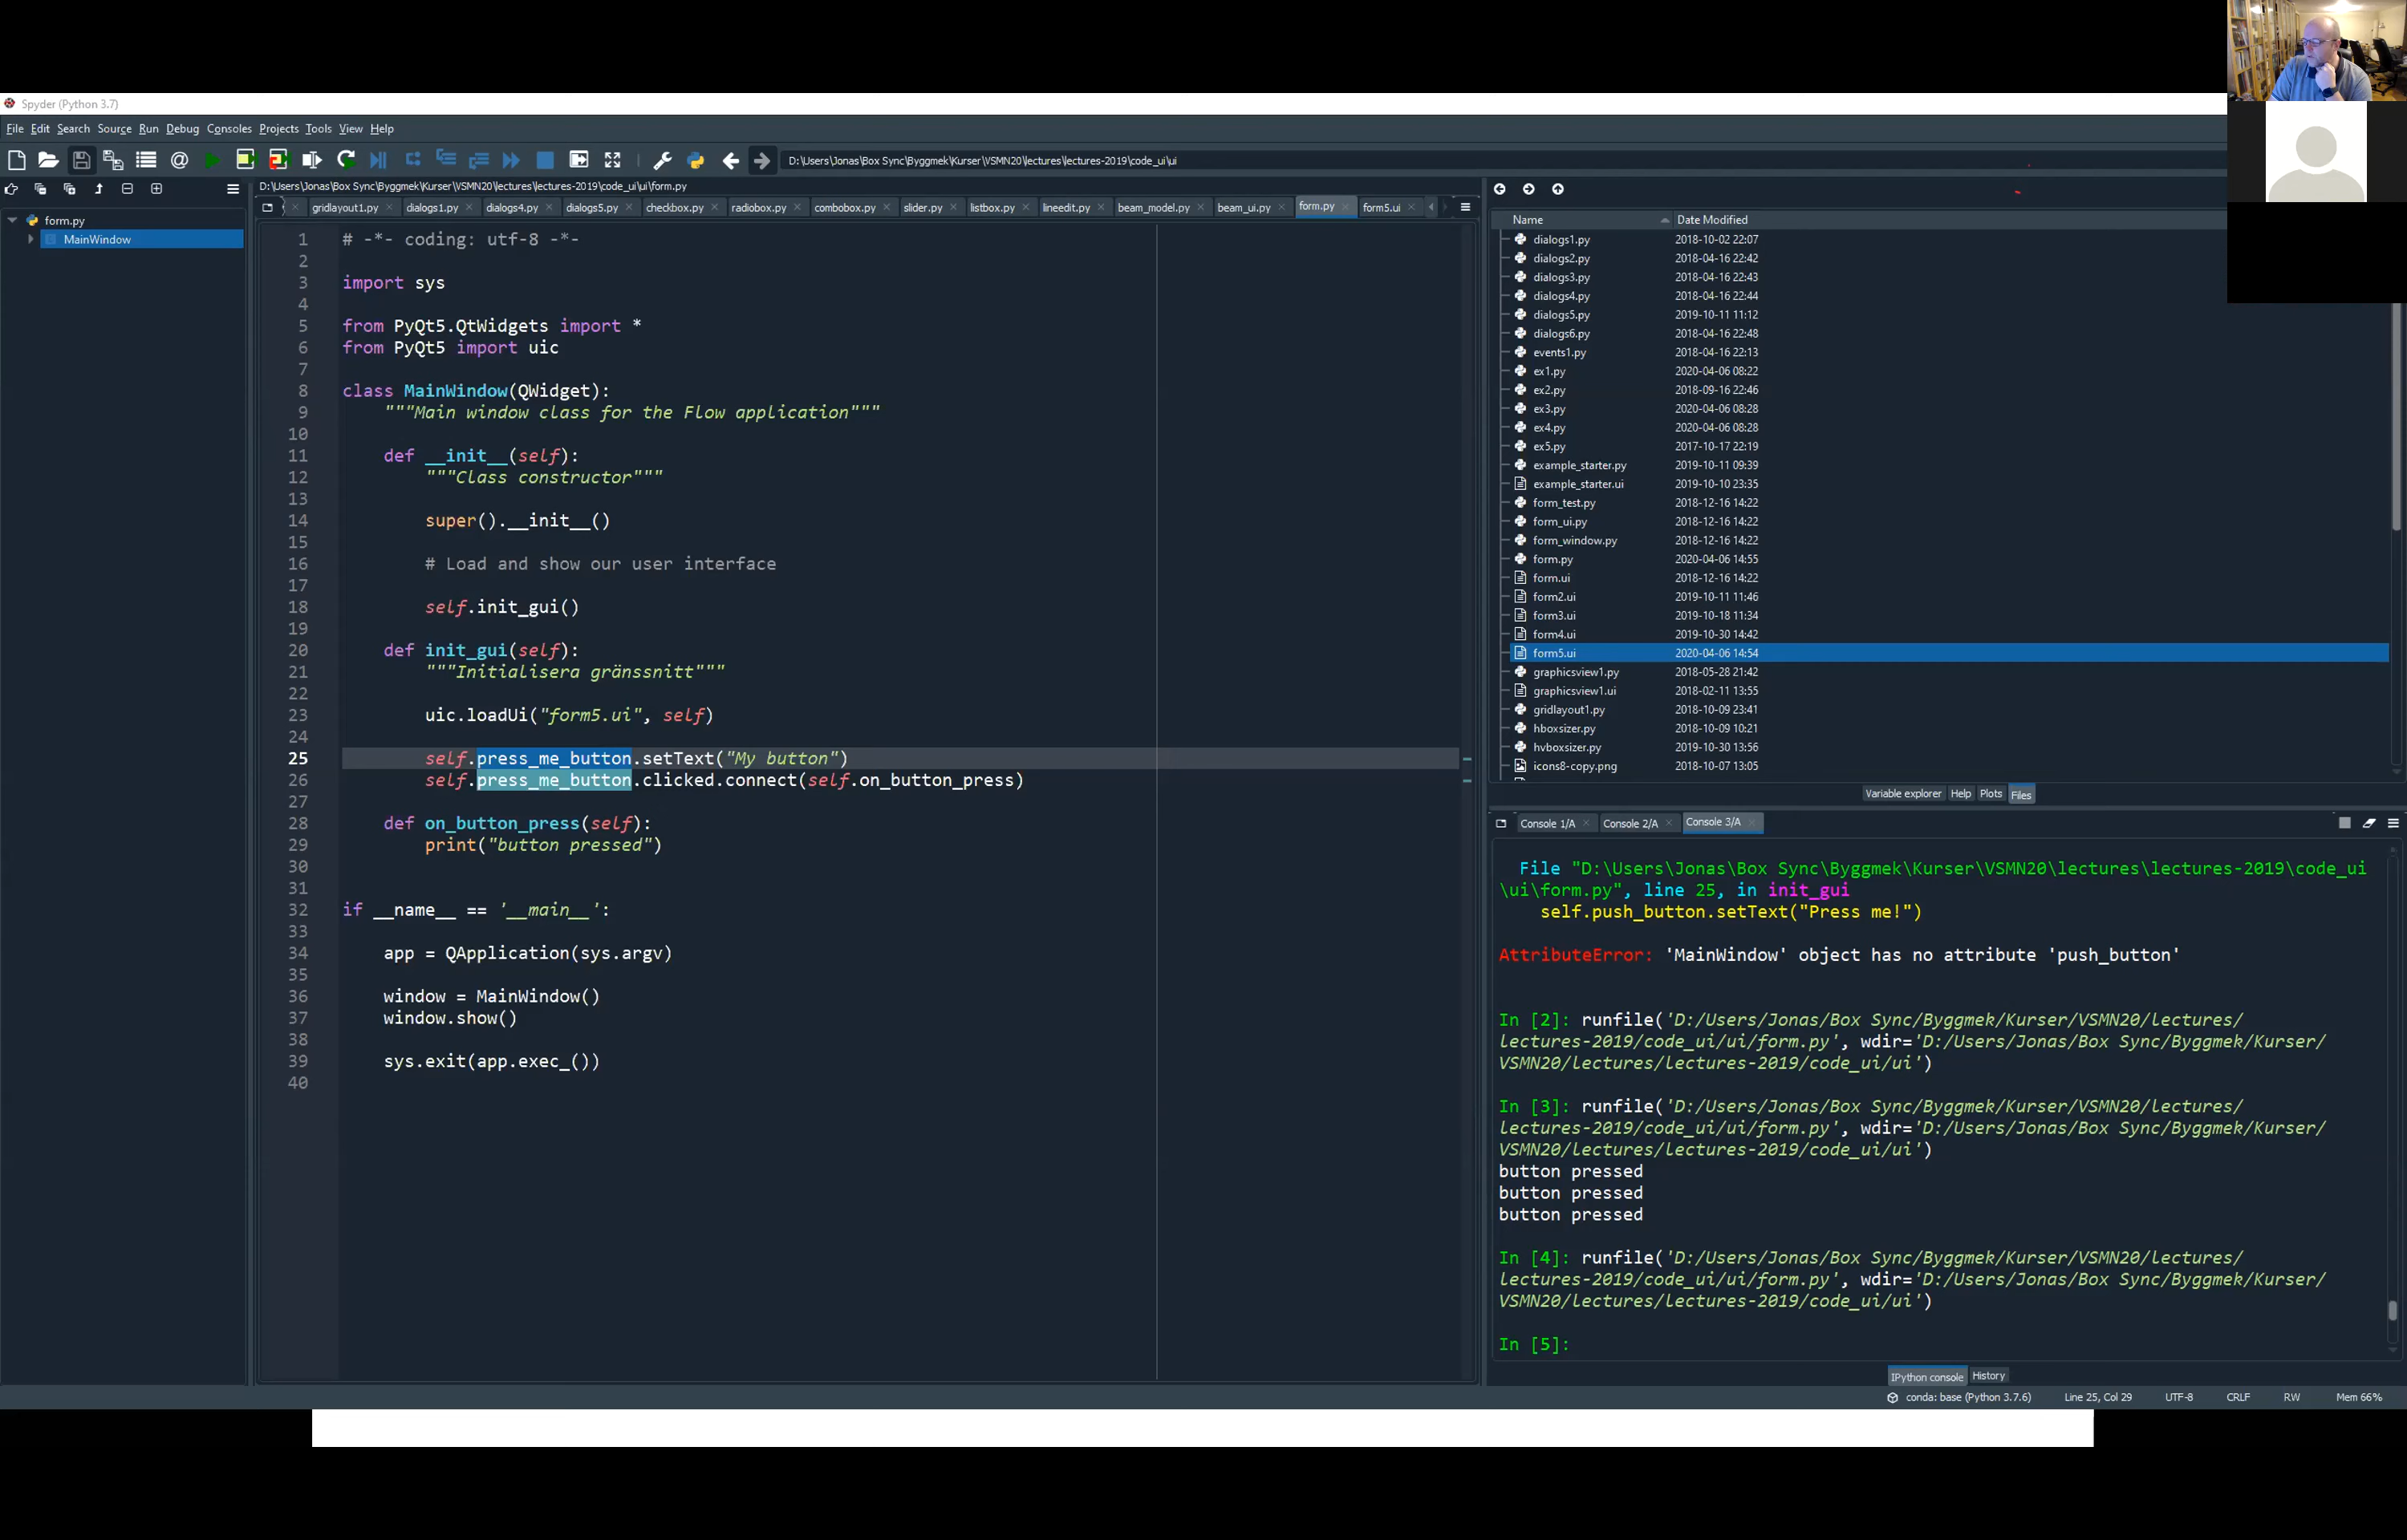 Spyder (Python 3.7)
File Edit Search Source Run Debug Consoles Projects Tools View Help
D:\Users\Jonas\Box Sync\Byggmek\Kurser\VSMN20\lectures\lectures-2019\code_ui\ui
D:\Users\Jonas\Box Sync\Byggmek\Kurser\VSMN20\lectures\lectures-2019\code_ui\ui\form.py
gridlayout1.py dialogs1.py dialogs4.py dialogs5.py checkbox.py radiobox.py combobox.py slider.py listbox.py lineedit.py beam_model.py beam_ui.py form.py form5.ui
form.py
MainWindow
1 # -*- coding: utf-8 -*-
2
3 import sys
4
5 from PyQt5.QtWidgets import *
6 from PyQt5 import uic
7
8 class MainWindow(QWidget):
9 """Main window class for the Flow application"""
10
11 def __init__(self):
12 """Class constructor"""
13
14 super().__init__()
15
16 # Load and show our user interface
17
18 self.init_gui()
19
20 def init_gui(self):
21 """Initialisera gränssnitt"""
22
23 uic.loadUi("form5.ui", self)
24
25 self.press_me_button.setText("My button")
26 self.press_me_button.clicked.connect(self.on_button_press)
27
28 def on_button_press(self):
29 print("button pressed")
30
31
32 if __name__ == '__main__':
33
34 app = QApplication(sys.argv)
35
36 window = MainWindow()
37 window.show()
38
39 sys.exit(app.exec_())
40
Name Date Modified
dialogs1.py 2018-10-02 22:07
dialogs2.py 2018-04-16 22:42
dialogs3.py 2018-04-16 22:43
dialogs4.py 2018-04-16 22:44
dialogs5.py 2019-10-11 11:12
dialogs6.py 2018-04-16 22:48
events1.py 2018-04-16 22:13
ex1.py 2020-04-06 08:22
ex2.py 2018-09-16 22:46
ex3.py 2020-04-06 08:28
ex4.py 2020-04-06 08:28
ex5.py 2017-10-17 22:19
example_starter.py 2019-10-11 09:39
example_starter.ui 2019-10-10 23:35
form_test.py 2018-12-16 14:22
form_ui.py 2018-12-16 14:22
form_window.py 2018-12-16 14:22
form.py 2020-04-06 14:55
form.ui 2018-12-16 14:22
form2.ui 2019-10-11 11:46
form3.ui 2019-10-18 11:34
form4.ui 2019-10-30 14:42
form5.ui 2020-04-06 14:54
graphicsview1.py 2018-05-28 21:42
graphicsview1.ui 2018-02-11 13:55
gridlayout1.py 2018-10-09 23:41
hboxsizer.py 2018-10-09 10:21
hvboxsizer.py 2019-10-30 13:56
icons8-copy.png 2018-10-07 13:05
Variable explorer Help Plots Files
Console 1/A Console 2/A Console 3/A
File "D:\Users\Jonas\Box Sync\Byggmek\Kurser\VSMN20\lectures\lectures-2019\code_ui
\ui\form.py", line 25, in init_gui
self.push_button.setText("Press me!")
AttributeError: 'MainWindow' object has no attribute 'push_button'
In [2]: runfile('D:/Users/Jonas/Box Sync/Byggmek/Kurser/VSMN20/lectures/
lectures-2019/code_ui/ui/form.py', wdir='D:/Users/Jonas/Box Sync/Byggmek/Kurser/
VSMN20/lectures/lectures-2019/code_ui/ui')
In [3]: runfile('D:/Users/Jonas/Box Sync/Byggmek/Kurser/VSMN20/lectures/
lectures-2019/code_ui/ui/form.py', wdir='D:/Users/Jonas/Box Sync/Byggmek/Kurser/
VSMN20/lectures/lectures-2019/code_ui/ui')
button pressed
button pressed
button pressed
In [4]: runfile('D:/Users/Jonas/Box Sync/Byggmek/Kurser/VSMN20/lectures/
lectures-2019/code_ui/ui/form.py', wdir='D:/Users/Jonas/Box Sync/Byggmek/Kurser/
VSMN20/lectures/lectures-2019/code_ui/ui')
In [5]:
IPython console History
conda: base (Python 3.7.6) Line 25, Col 29 UTF-8 CRLF RW Mem 66%